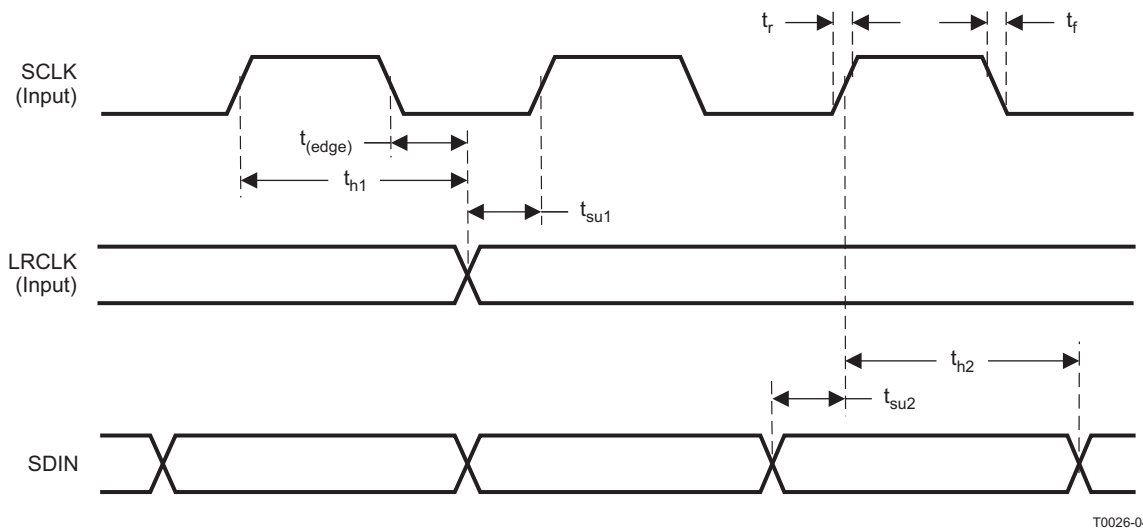 t_r
t_f
SCLK
(Input)
t_(edge)
t_h1
t_su1
LRCLK
(Input)
t_h2
t_su2
SDIN